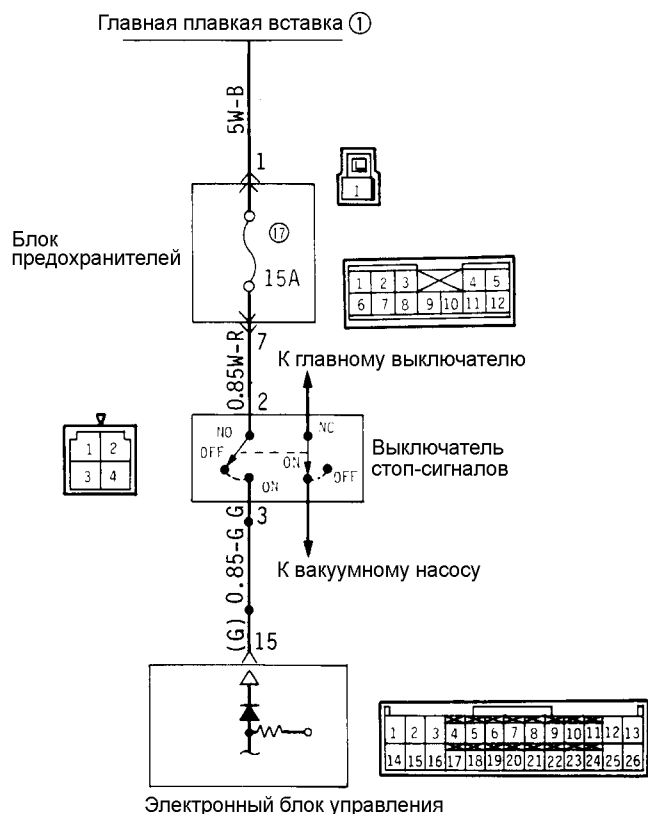 Главная плавкая вставка ①
5W-B
1
1
Блок
предохранителей
⑰
15A
1 2 3 4 5
6 7 8 9 10 11 12
7
0.85W-R
К главному выключателю
2
NO
NC
OFF
ON
ON
OFF
Выключатель
стоп-сигналов
1 2
3 4
3
0.85-G G
К вакуумному насосу
(G)
15
1 2 3 4 5 6 7 8 9 10 11 12 13
14 15 16 17 18 19 20 21 22 23 24 25 26
Электронный блок управления